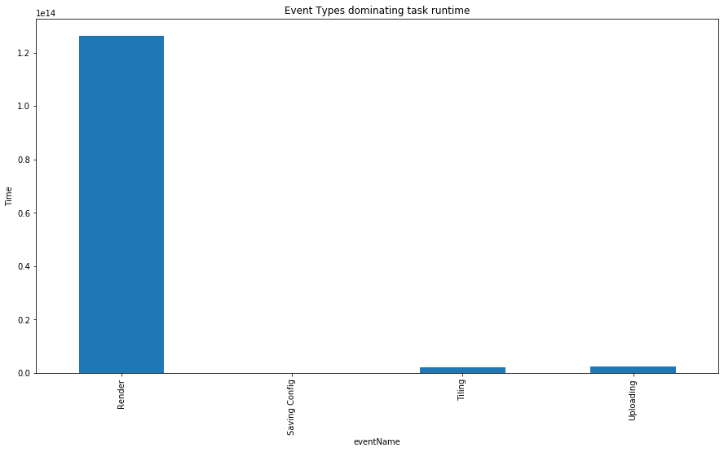 Event Types dominating task runtime
1e14
1.2
1.0
0.8
0.6
0.4
0.2
0.0
Time
Render
Saving Config
Tiling
Uploading
eventName